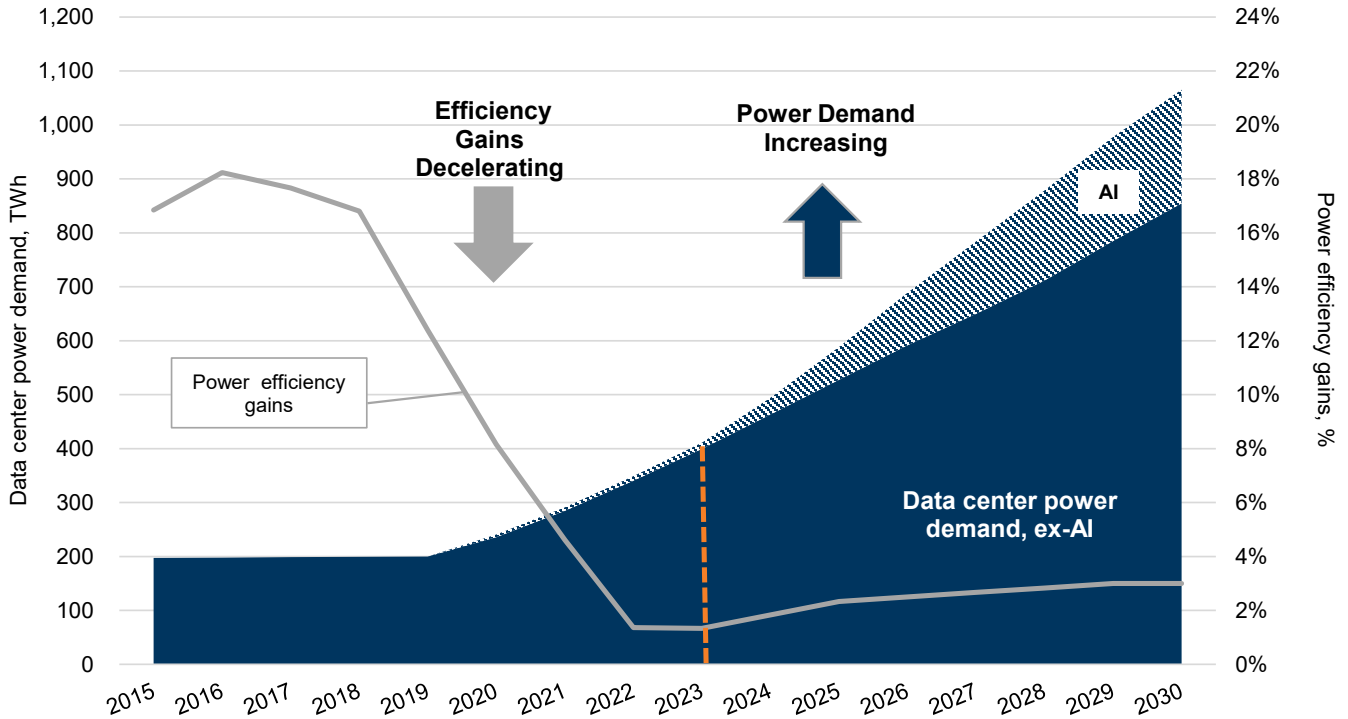 Data center power demand, TWh
1,200
1,100
1,000
900
800
700
600
500
400
300
200
100
0
Efficiency
Gains
Decelerating
Power Demand
Increasing
AI
Power efficiency
gains
Data center power
demand, ex-AI
24%
22%
20%
18%
16%
14%
12%
10%
8%
6%
4%
2%
0%
Power efficiency gains, %
2015 2016 2017 2018 2019 2020 2021 2022 2023 2024 2025 2026 2027 2028 2029 2030